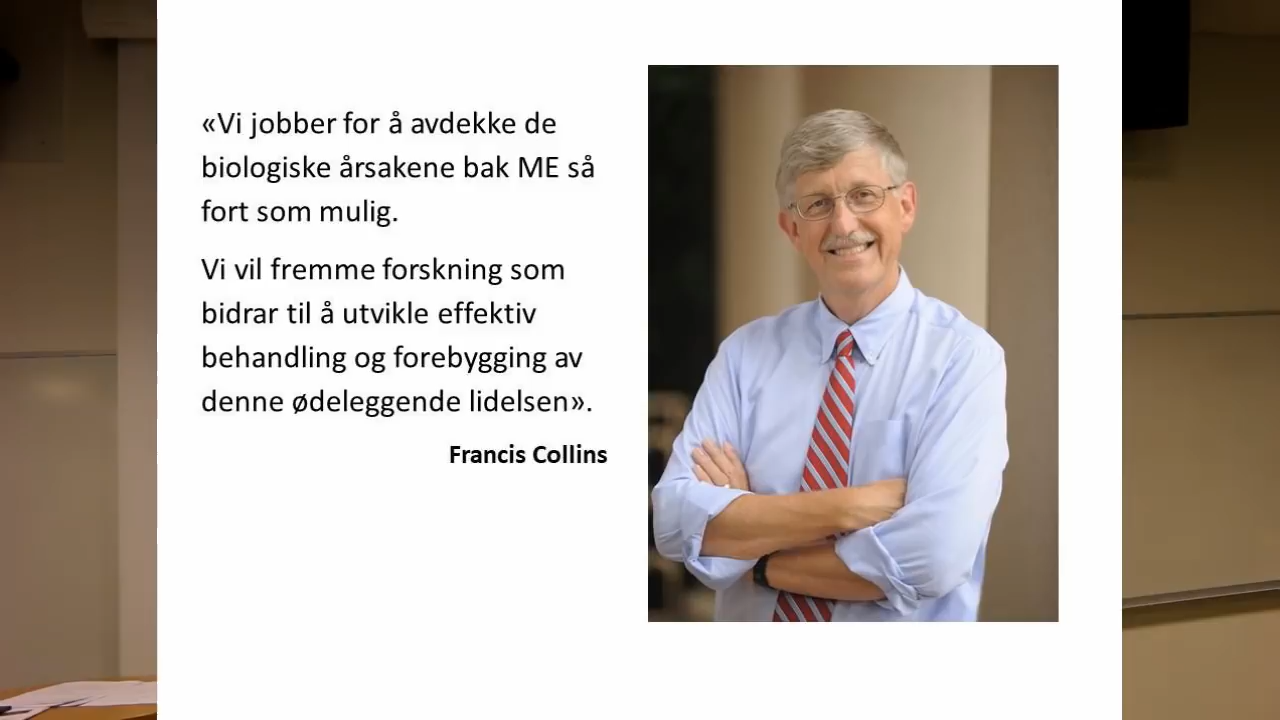 «Vi jobber for å avdekke de
biologiske årsakene bak ME så
fort som mulig.
Vi vil fremme forskning som
bidrar til å utvikle effektiv
behandling og forebygging av
denne ødeleggende lidelsen».
Francis Collins